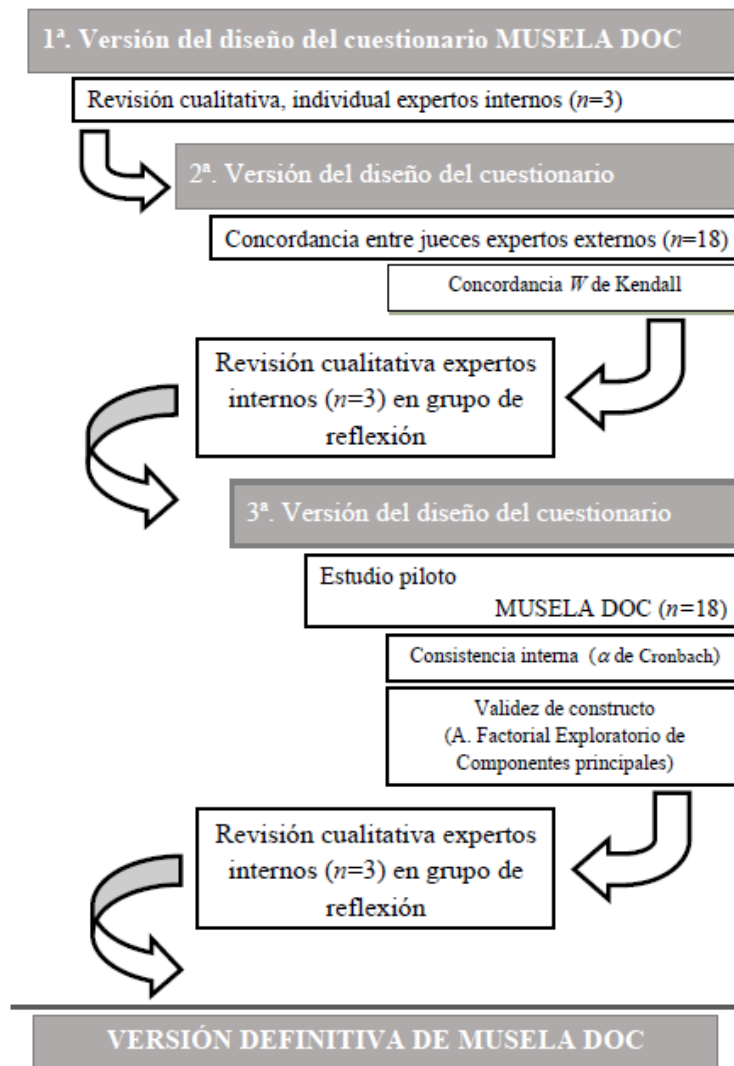 1ª. Versión del diseño del cuestionario MUSELA DOC
Revisión cualitativa, individual expertos internos (n=3)
2ª. Versión del diseño del cuestionario
Concordancia entre jueces expertos externos (n=18)
Concordancia W de Kendall
Revisión cualitativa expertos
internos (n=3) en grupo de
reflexión
3ª. Versión del diseño del cuestionario
Estudio piloto
MUSELA DOC (n=18)
Consistencia interna (α de Cronbach)
Validez de constructo
(A. Factorial Exploratorio de
Componentes principales)
Revisión cualitativa expertos
internos (n=3) en grupo de
reflexión
VERSIÓN DEFINITIVA DE MUSELA DOC